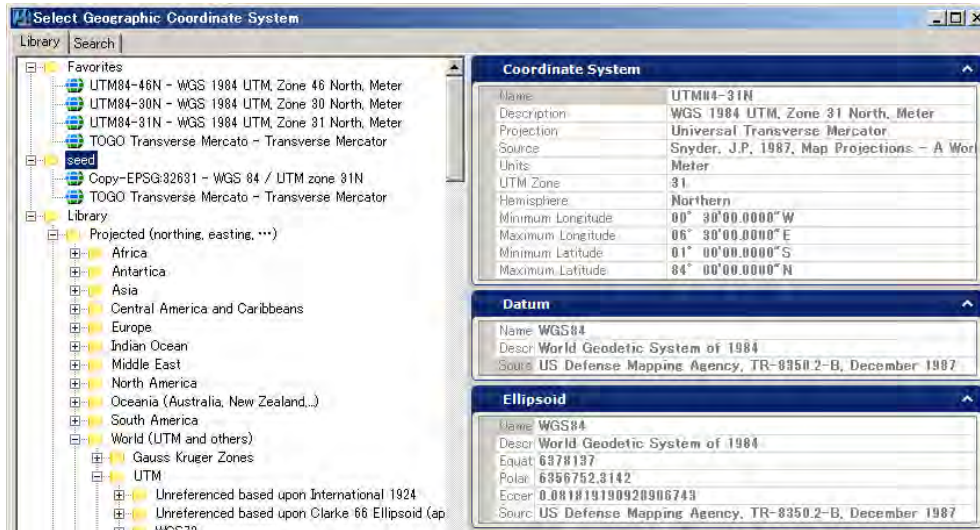 Select Geographic Coordinate System
Library Search
Favorites
UTM84-46N - WGS 1984 UTM, Zone 46 North, Meter
UTM84-30N - WGS 1984 UTM, Zone 30 North, Meter
UTM84-31N - WGS 1984 UTM, Zone 31 North, Meter
TOGO Transverse Mercato - Transverse Mercator
seed
Copy-EPSG:32631 - WGS 84 / UTM zone 31N
TOGO Transverse Mercato - Transverse Mercator
Library
Projected (northing, easting, ...)
Africa
Antartica
Asia
Central America and Caribbeans
Europe
Indian Ocean
Middle East
North America
Oceania (Australia, New Zealand,..)
South America
World (UTM and others)
Gauss Kruger Zones
UTM
Unreferenced based upon International 1924
Unreferenced based upon Clarke 66 Ellipsoid (ap
WGS72
Coordinate System
Name UTM84-31N
Description WGS 1984 UTM, Zone 31 North, Meter
Projection Universal Transverse Mercator
Source Snyder, J.P, 1987, Map Projections - A Worl
Units Meter
UTM Zone 31
Hemisphere Northern
Minimum Longitude 00° 30'00.0000"W
Maximum Longitude 06° 30'00.0000"E
Minimum Latitude 01° 00'00.0000"S
Maximum Latitude 84° 00'00.0000"N
Datum
Name WGS84
Descr World Geodetic System of 1984
Sourc US Defense Mapping Agency, TR-8350.2-B, December 1987
Ellipsoid
Name WGS84
Descr World Geodetic System of 1984
Equat 6378137
Polar 6356752.3142
Eccer 0.081819190928906743
Sourc US Defense Mapping Agency, TR-8350.2-B, December 1987